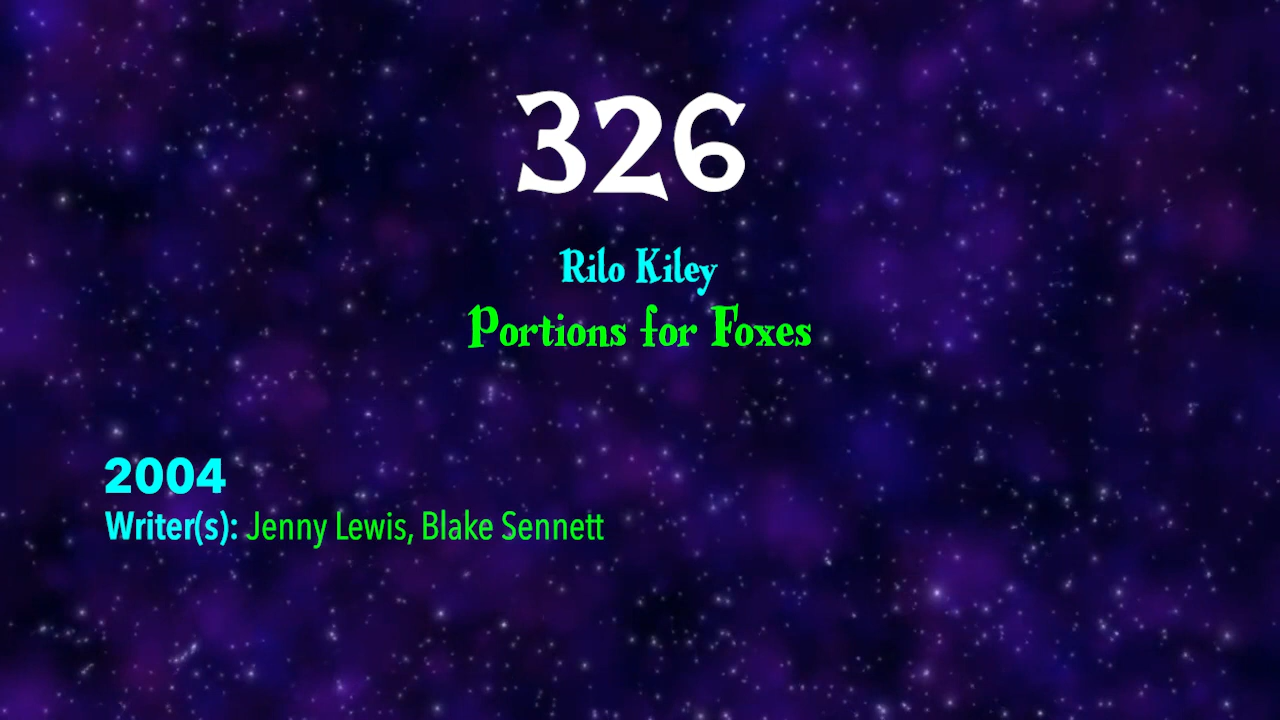 326
Rilo Kiley
Portions for Foxes
2004
Writer(s): Jenny Lewis, Blake Sennett